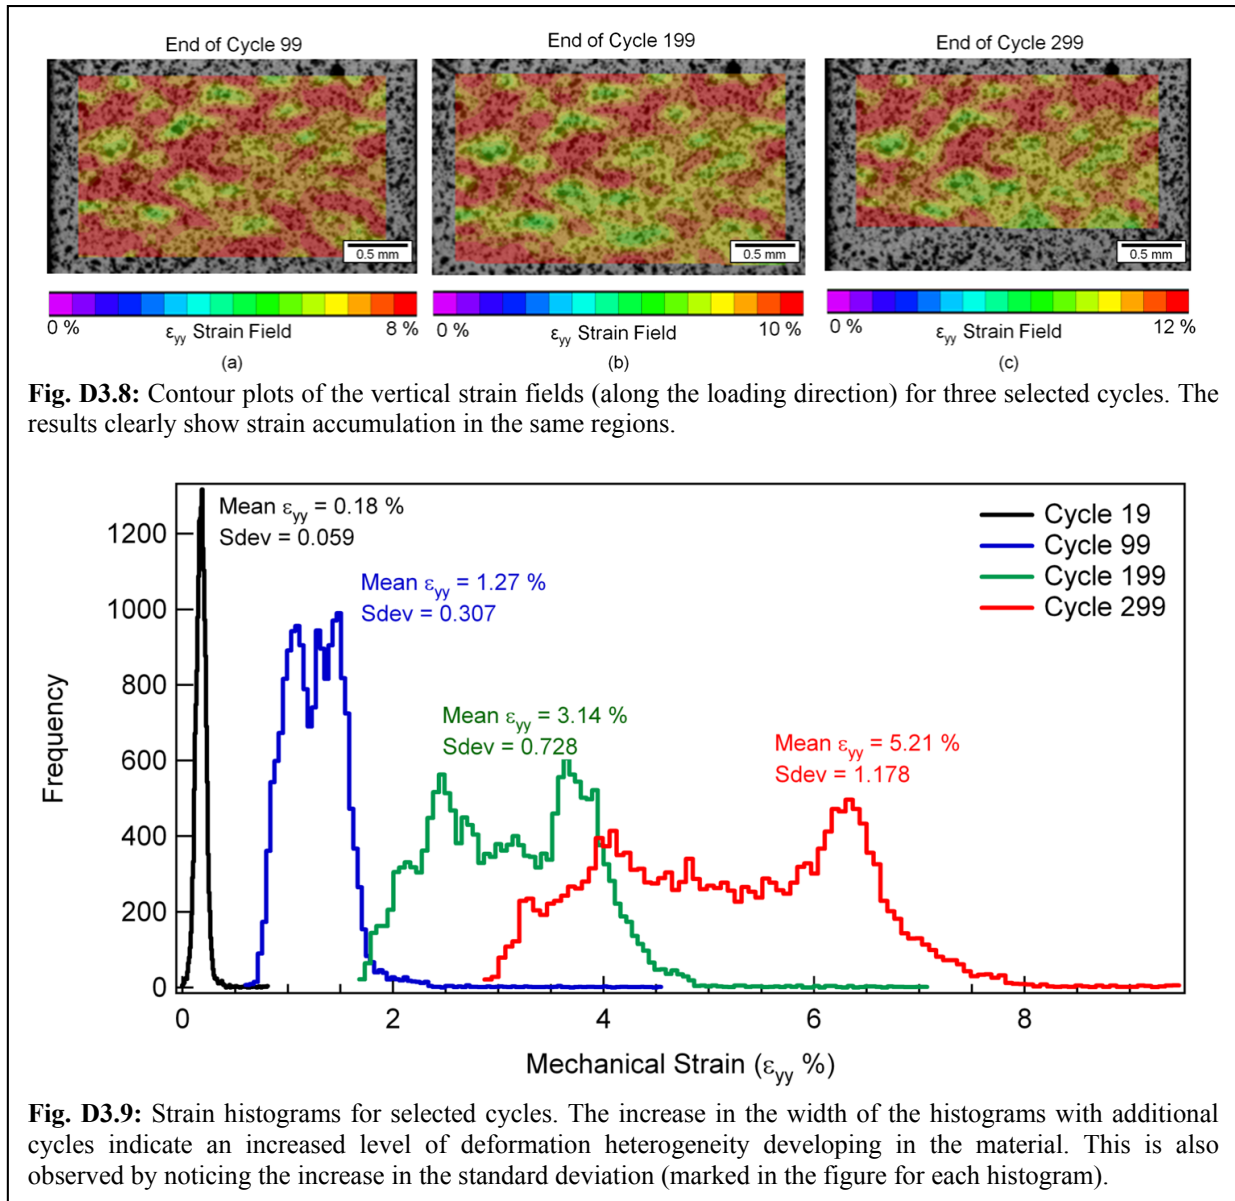 End of Cycle 99
End of Cycle 199
End of Cycle 299
0.5 mm
0.5 mm
0.5 mm
0 %
εyy Strain Field
8 %
0 %
εyy Strain Field
10 %
0 %
εyy Strain Field
12 %
(a)
(b)
(c)
Fig. D3.8: Contour plots of the vertical strain fields (along the loading direction) for three selected cycles. The
results clearly show strain accumulation in the same regions.
Mean εyy = 0.18 %
Sdev = 0.059
Mean εyy = 1.27 %
Sdev = 0.307
Mean εyy = 3.14 %
Sdev = 0.728
Mean εyy = 5.21 %
Sdev = 1.178
Cycle 19
Cycle 99
Cycle 199
Cycle 299
Frequency
1200
1000
800
600
400
200
0
0
2
4
6
8
Mechanical Strain (εyy %)
Fig. D3.9: Strain histograms for selected cycles. The increase in the width of the histograms with additional
cycles indicate an increased level of deformation heterogeneity developing in the material. This is also
observed by noticing the increase in the standard deviation (marked in the figure for each histogram).